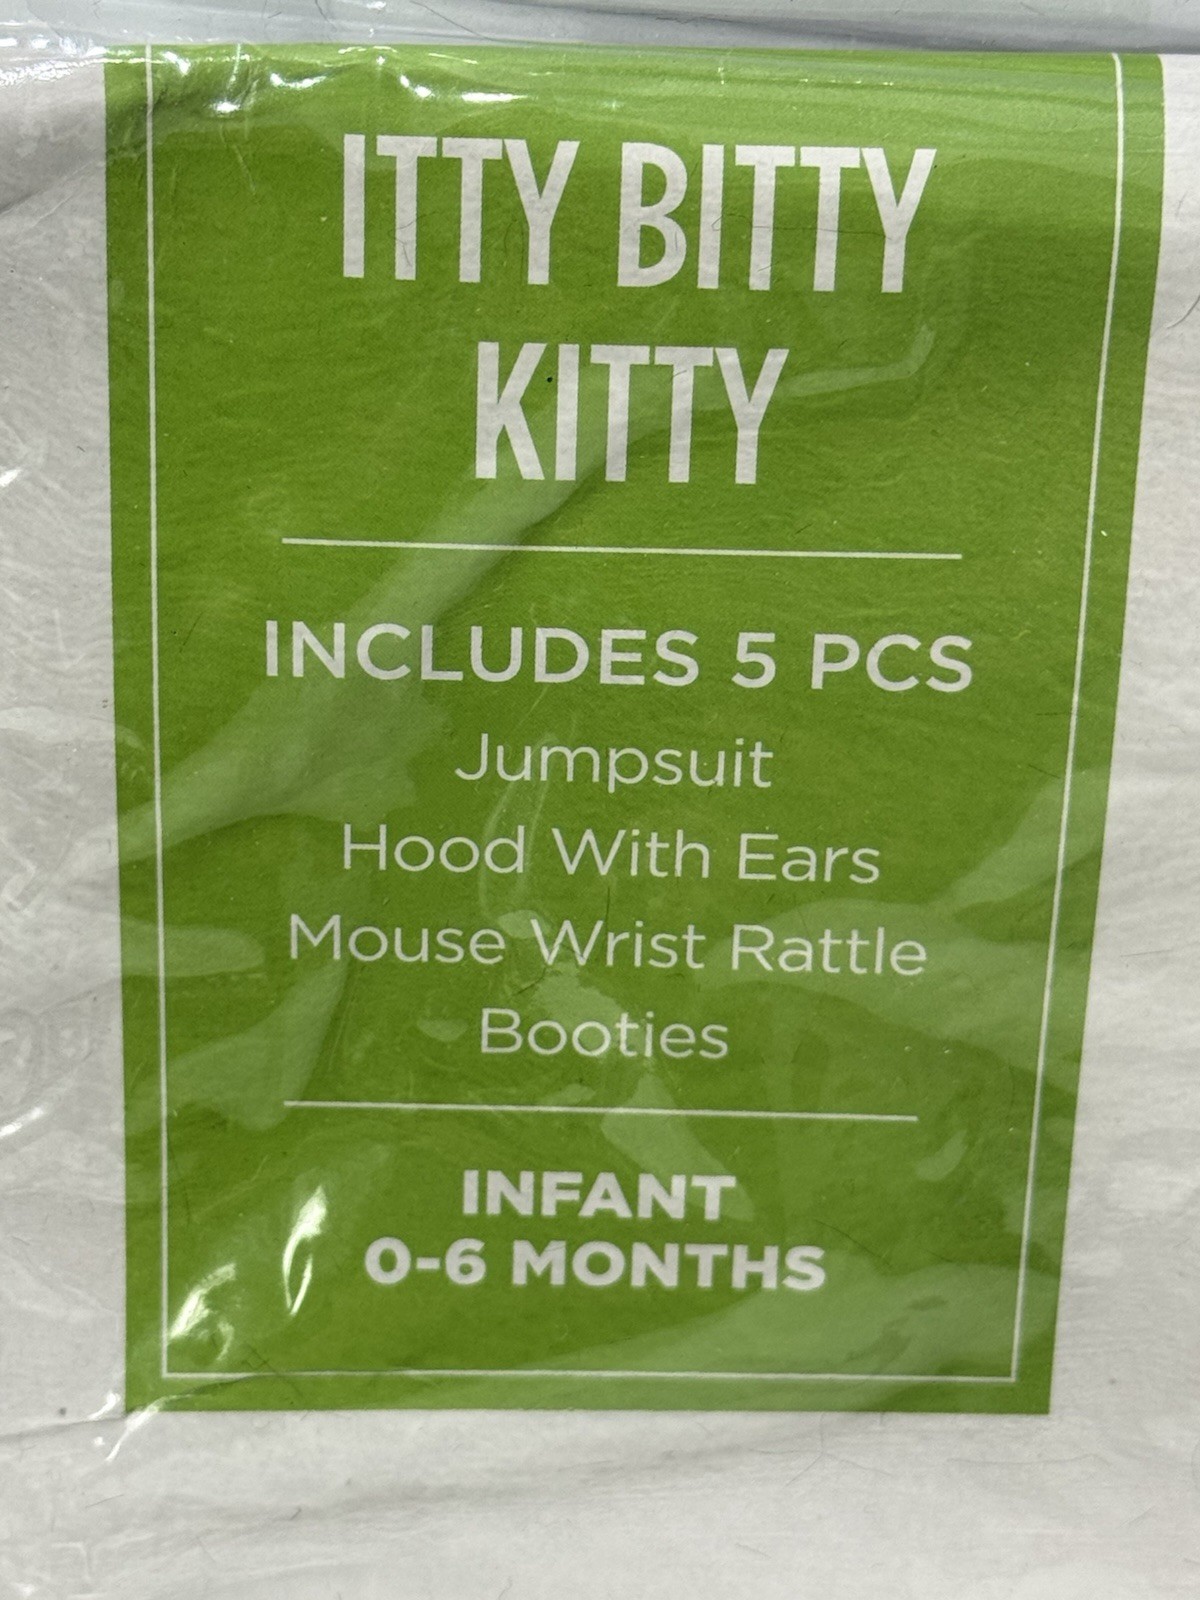 ITTY BITTY
KITTY
INCLUDES 5 PCS
Jumpsuit
Hood With Ears
Mouse Wrist Rattle
Booties
INFANT
0-6 MONTHS